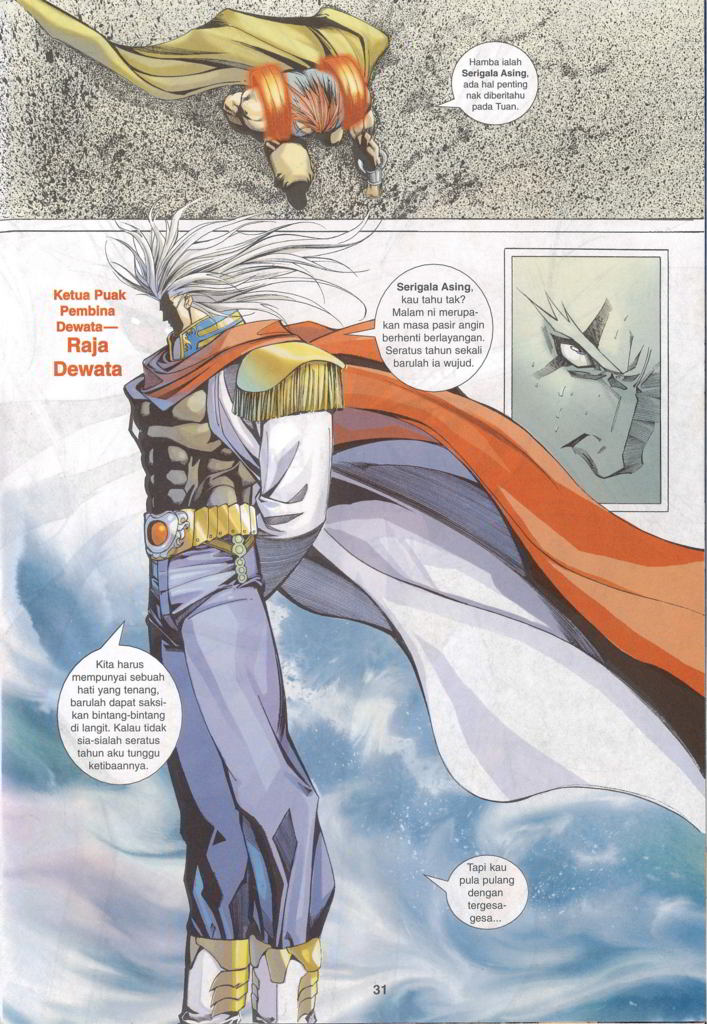 Hamba ialah
Serigala Asing,
ada hal penting
nak diberitahu
pada Tuan.
Ketua Puak
Pembina
Dewata—
Raja
Dewata
Serigala Asing,
kau tahu tak?
Malam ni merupa-
kan masa pasir angin
berhenti berlayangan.
Seratus tahun sekali
barulah ia wujud.
Kita harus
mempunyai sebuah
hati yang tenang,
barulah dapat saksi-
kan bintang-bintang
di langit. Kalau tidak
sia-sialah seratus
tahun aku tunggu
ketibaannya.
Tapi kau
pula pulang
dengan
tergesa-
gesa...
31